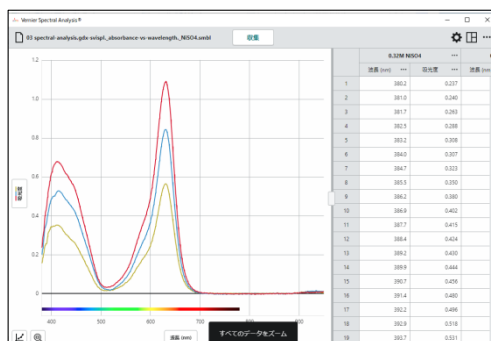 Vernier Spectral Analysis®
03 spectral-analysis.gdx-svispl._absorbance-vs-wavelength._NiSO4.smbl
収集
0.32M NiSO4
波長 (nm) 吸光度 波長 (nm)
1 380.2 0.237
2 381.0 0.240
3 381.7 0.263
4 382.5 0.288
5 383.2 0.308
6 384.0 0.307
7 384.7 0.323
8 385.5 0.350
9 386.2 0.380
10 386.9 0.402
11 387.7 0.415
12 388.4 0.424
13 389.2 0.430
14 389.9 0.444
15 390.7 0.456
16 391.4 0.480
17 392.2 0.496
18 392.9 0.518
19 393.7 0.531
1.2
1.0
0.8
0.6
0.4
0.2
0
400 500 600 700
波長 (nm)
すべてのデータをズーム